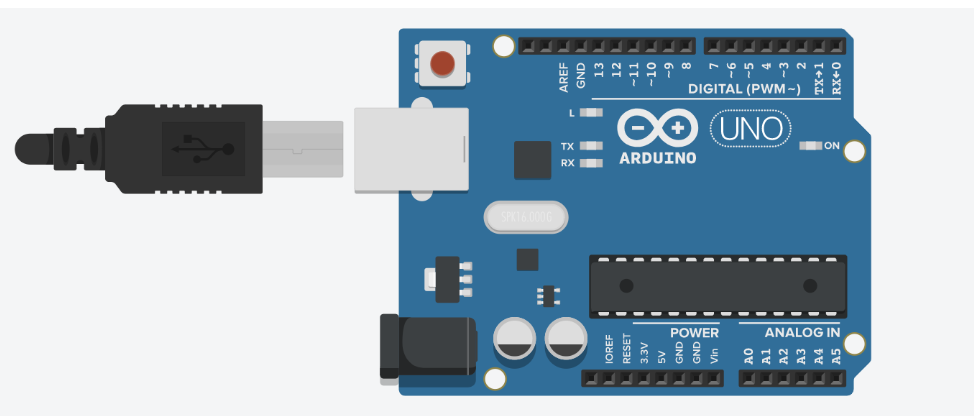 AREF
GND
13
12
~11
~10
~9
8
7
~6
~5
4
~3
2
TX→1
RX←0
DIGITAL (PWM~)
L
TX
RX
ARDUINO
UNO
ON
IOREF
RESET
3.3V
5V
GND
GND
Vin
POWER
ANALOG IN
A0
A1
A2
A3
A4
A5